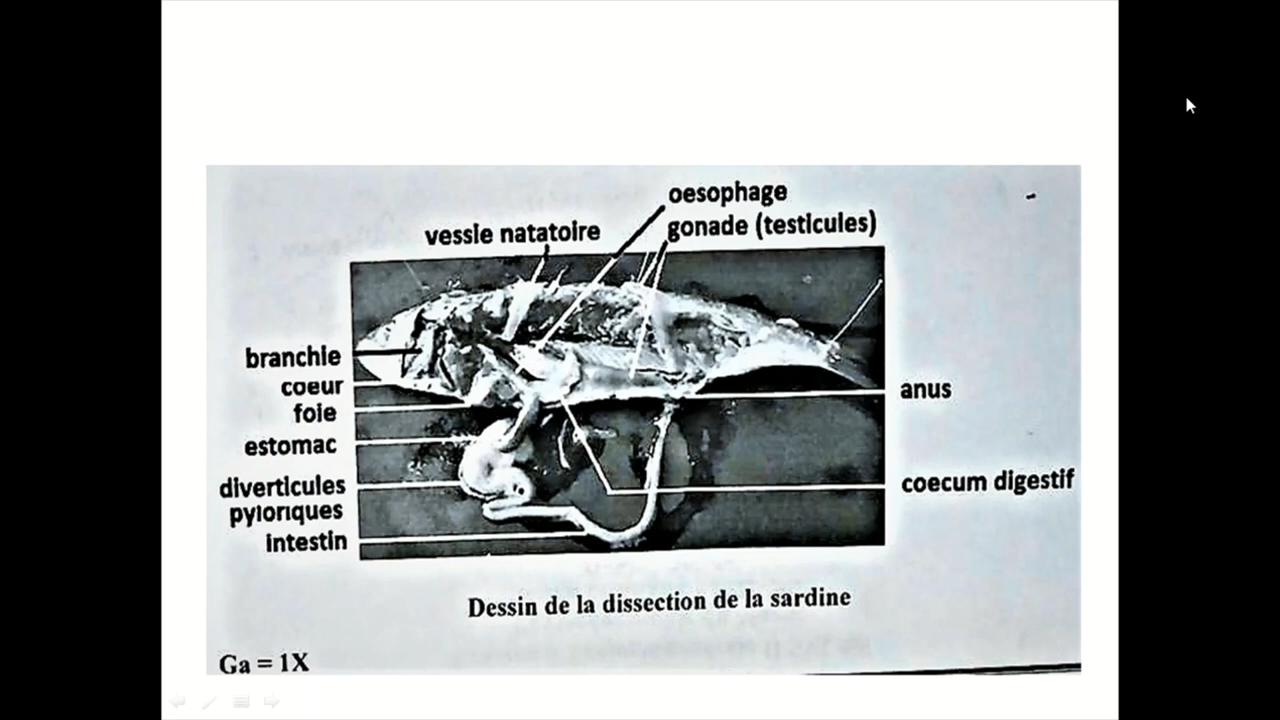 oesophage
gonade (testicules)
vessie natatoire
branchie
coeur
foie
estomac
diverticules
pyloriques
intestin
anus
coecum digestif
Dessin de la dissection de la sardine
Ga = 1X